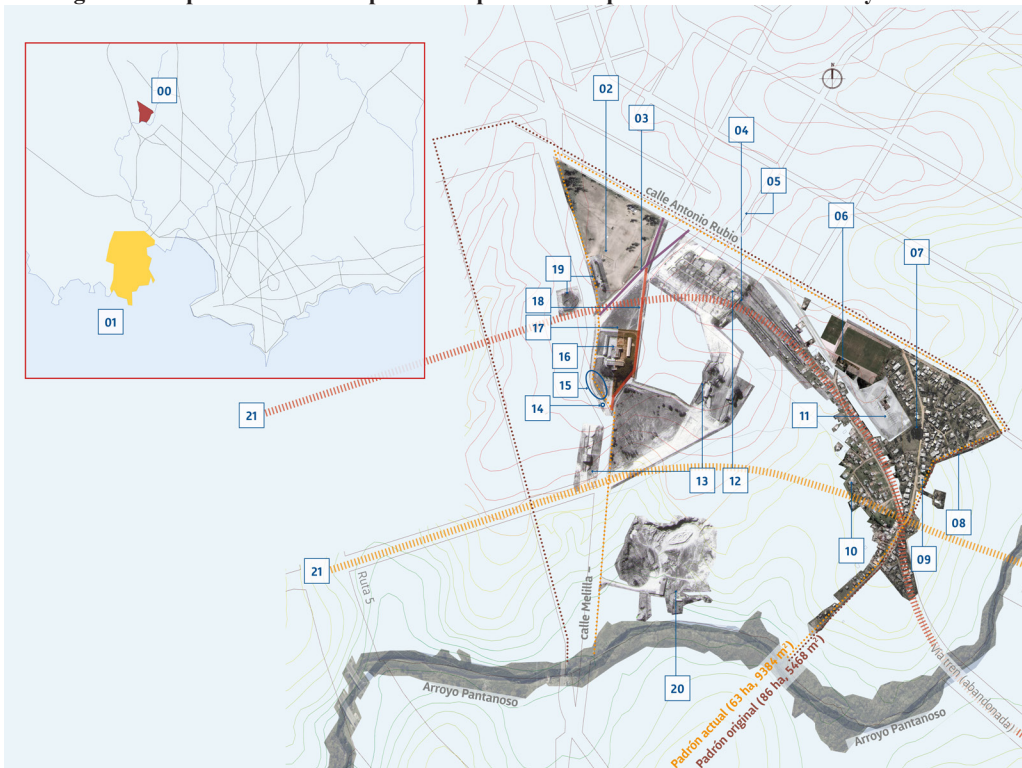 00
01
02
03
04
05
06
07
calle Antonio Rubio
19
18
17
16
15
14
13
12
11
10
09
08
21
21
20
Ruta 5
calle Melilla –
Arroyo Pantanoso
Arroyo Pantanoso
Vía tren (abandonada)
Padrón actual (63 ha, 9384 m²)
Padrón original (86 ha, 5468 m²)
N